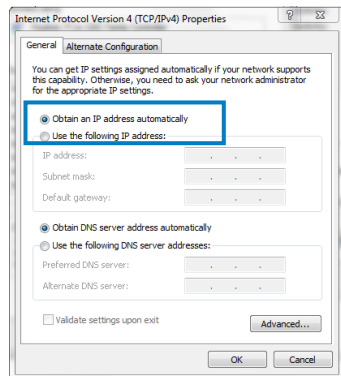 Internet Protocol Version 4 (TCP/IPv4) Properties
General
Alternate Configuration
You can get IP settings assigned automatically if your network supports
this capability. Otherwise, you need to ask your network administrator
for the appropriate IP settings.
Obtain an IP address automatically
Use the following IP address:
IP address:
Subnet mask:
Default gateway:
Obtain DNS server address automatically
Use the following DNS server addresses:
Preferred DNS server:
Alternate DNS server:
Validate settings upon exit
Advanced...
OK
Cancel